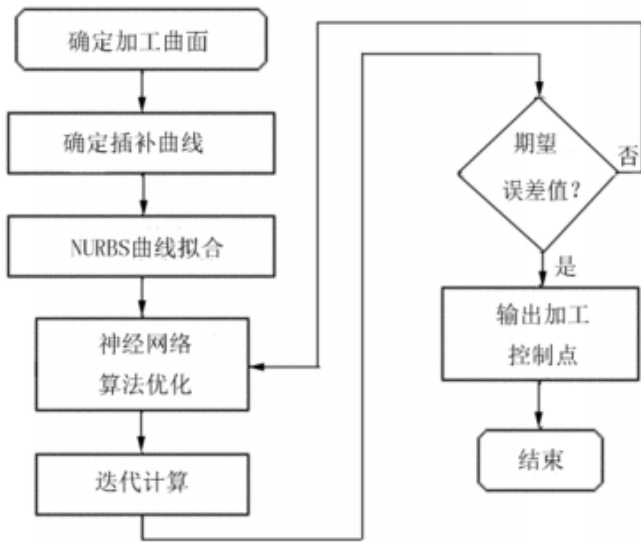 确定加工曲面
确定插补曲线
NURBS曲线拟合
神经网络
算法优化
迭代计算
期望
误差值?
否
是
输出加工
控制点
结束